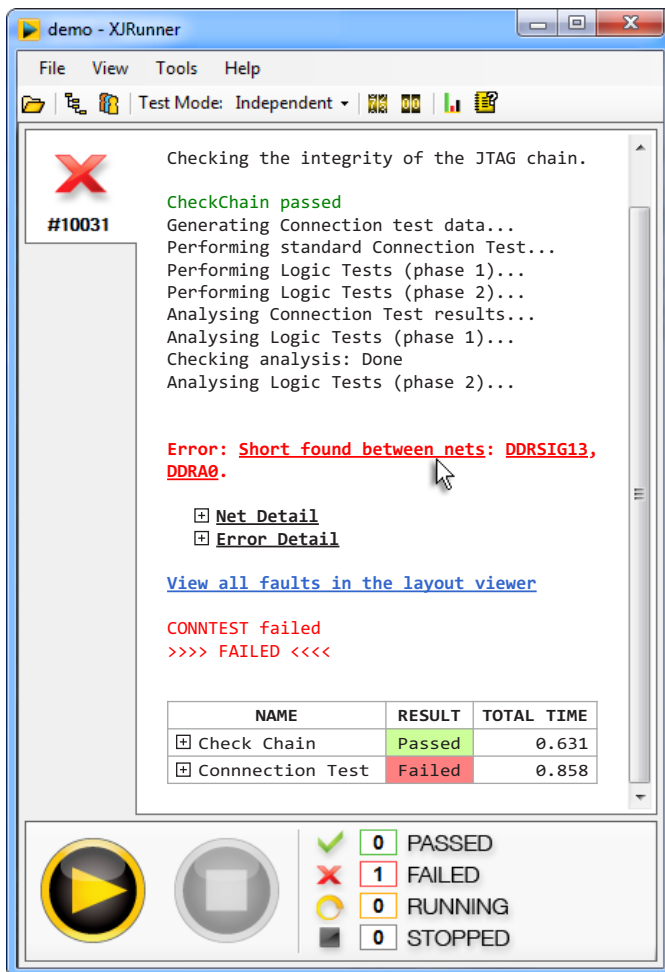 demo - XJRunner
File View Tools Help
Test Mode: Independent
#10031
Checking the integrity of the JTAG chain.
CheckChain passed
Generating Connection test data...
Performing standard Connection Test...
Performing Logic Tests (phase 1)...
Performing Logic Tests (phase 2)...
Analysing Connection Test results...
Analysing Logic Tests (phase 1)...
Checking analysis: Done
Analysing Logic Tests (phase 2)...
Error: Short found between nets: DDRSIG13,
DDRA0.
Net Detail
Error Detail
View all faults in the layout viewer
CONNTEST failed
>>>> FAILED <<<<
NAME RESULT TOTAL TIME
Check Chain Passed 0.631
Connnection Test Failed 0.858
0 PASSED
1 FAILED
0 RUNNING
0 STOPPED